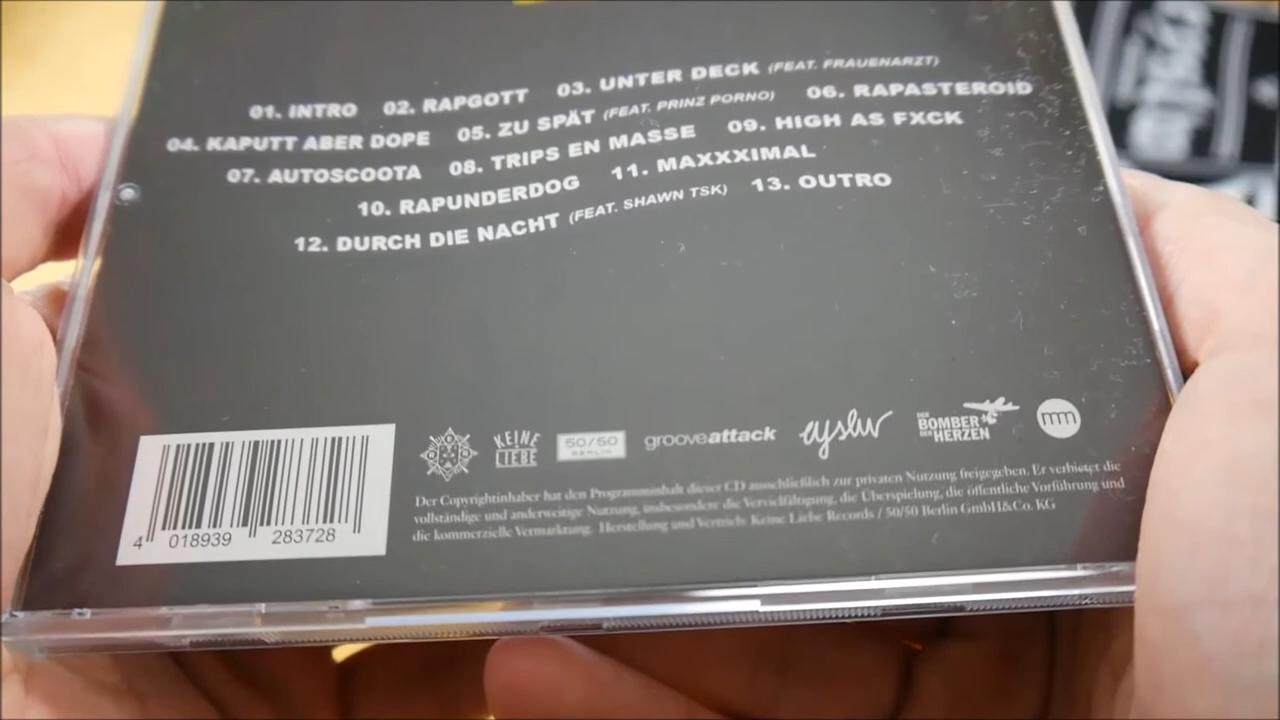 01. INTRO 02. RAPGOTT 03. UNTER DECK (FEAT. FRAUENARZT)
04. KAPUTT ABER DOPE 05. ZU SPÄT (FEAT. PRINZ PORNO) 06. RAPASTEROID
07. AUTOSCOOTA 08. TRIPS EN MASSE 09. HIGH AS FXCK
10. RAPUNDERDOG 11. MAXXXIMAL
12. DURCH DIE NACHT (FEAT. SHAWN TSK) 13. OUTRO
KEINE LIEBE
50/50 BERLIN
grooveattack
DER BOMBER DER HERZEN
Der Copyrightinhaber hat den Programminhalt dieser CD ausschließlich zur privaten Nutzung freigegeben. Er verbietet die
vollständige und anderweitige Nutzung, insbesondere die Vervielfältigung, die Überspielung, die öffentliche Vorführung und
die kommerzielle Vermarktung. Herstellung und Vertrieb: Keine Liebe Records / 50/50 Berlin GmbH&Co. KG
4 018939 283728